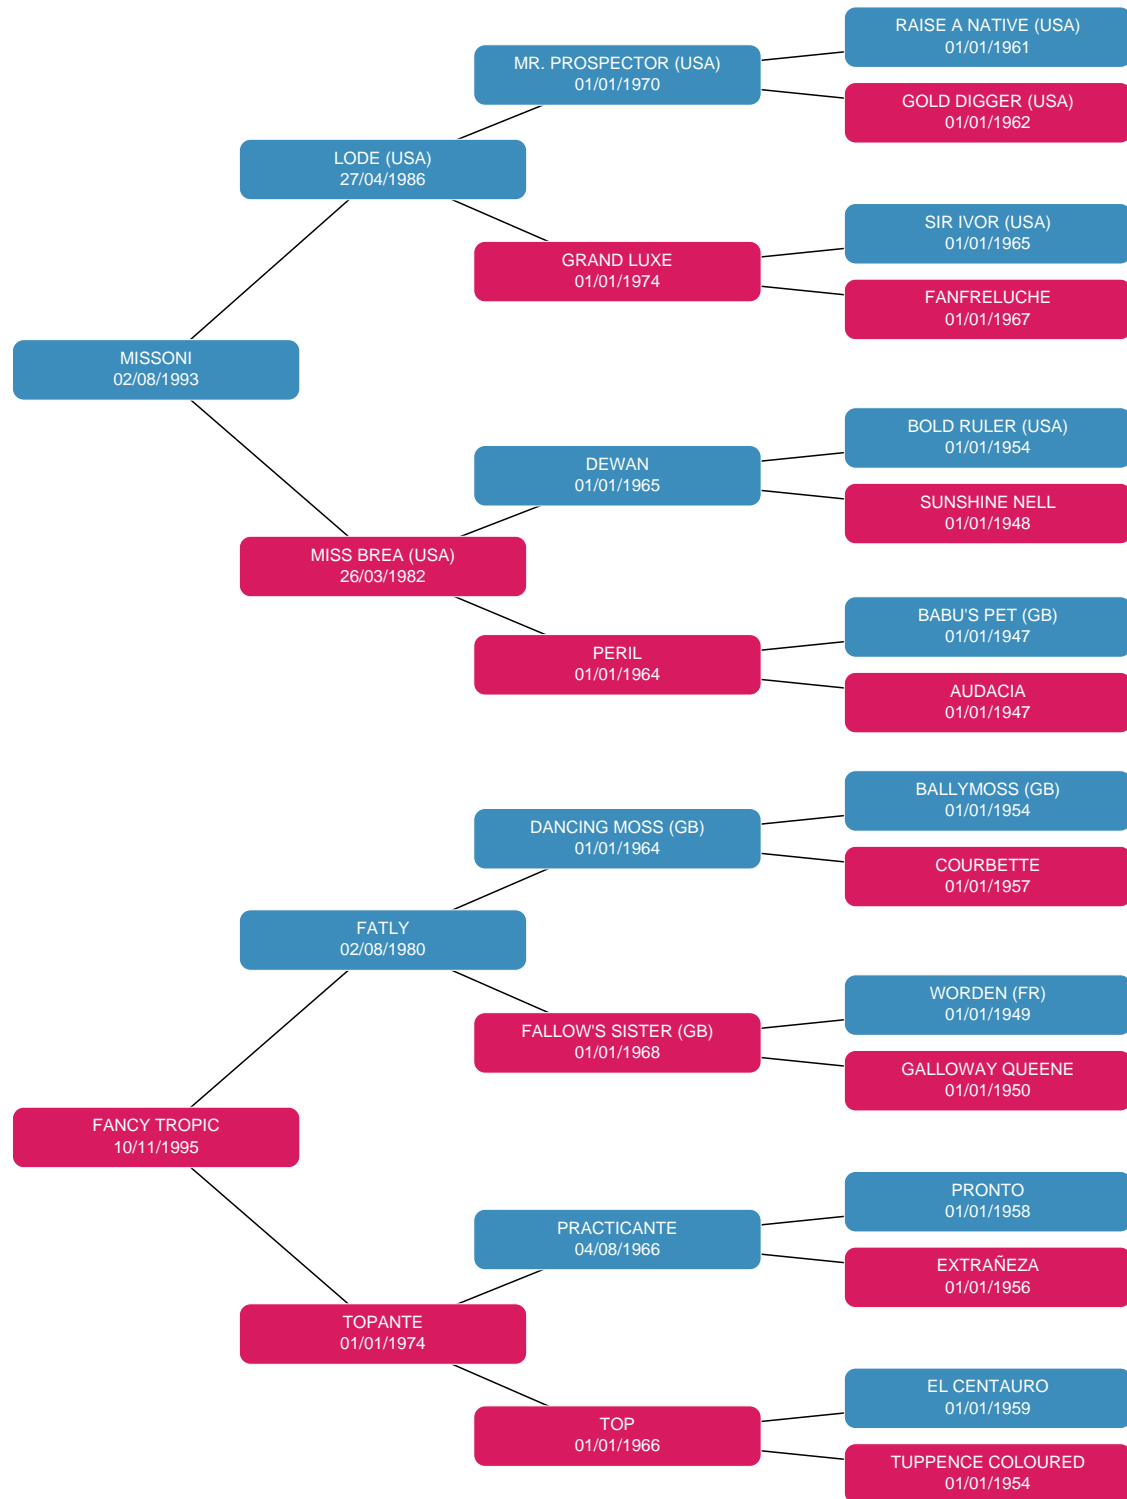 RAISE A NATIVE (USA)
01/01/1961
MR. PROSPECTOR (USA)
01/01/1970
GOLD DIGGER (USA)
01/01/1962
LODE (USA)
27/04/1986
SIR IVOR (USA)
01/01/1965
GRAND LUXE
01/01/1974
FANFRELUCHE
01/01/1967
MISSONI
02/08/1993
BOLD RULER (USA)
01/01/1954
DEWAN
01/01/1965
SUNSHINE NELL
01/01/1948
MISS BREA (USA)
26/03/1982
BABU'S PET (GB)
01/01/1947
PERIL
01/01/1964
AUDACIA
01/01/1947
BALLYMOSS (GB)
01/01/1954
DANCING MOSS (GB)
01/01/1964
COURBETTE
01/01/1957
FATLY
02/08/1980
WORDEN (FR)
01/01/1949
FALLOW'S SISTER (GB)
01/01/1968
GALLOWAY QUEENE
01/01/1950
FANCY TROPIC
10/11/1995
PRONTO
01/01/1958
PRACTICANTE
04/08/1966
EXTRAÑEZA
01/01/1956
TOPANTE
01/01/1974
EL CENTAURO
01/01/1959
TOP
01/01/1966
TUPPENCE COLOURED
01/01/1954